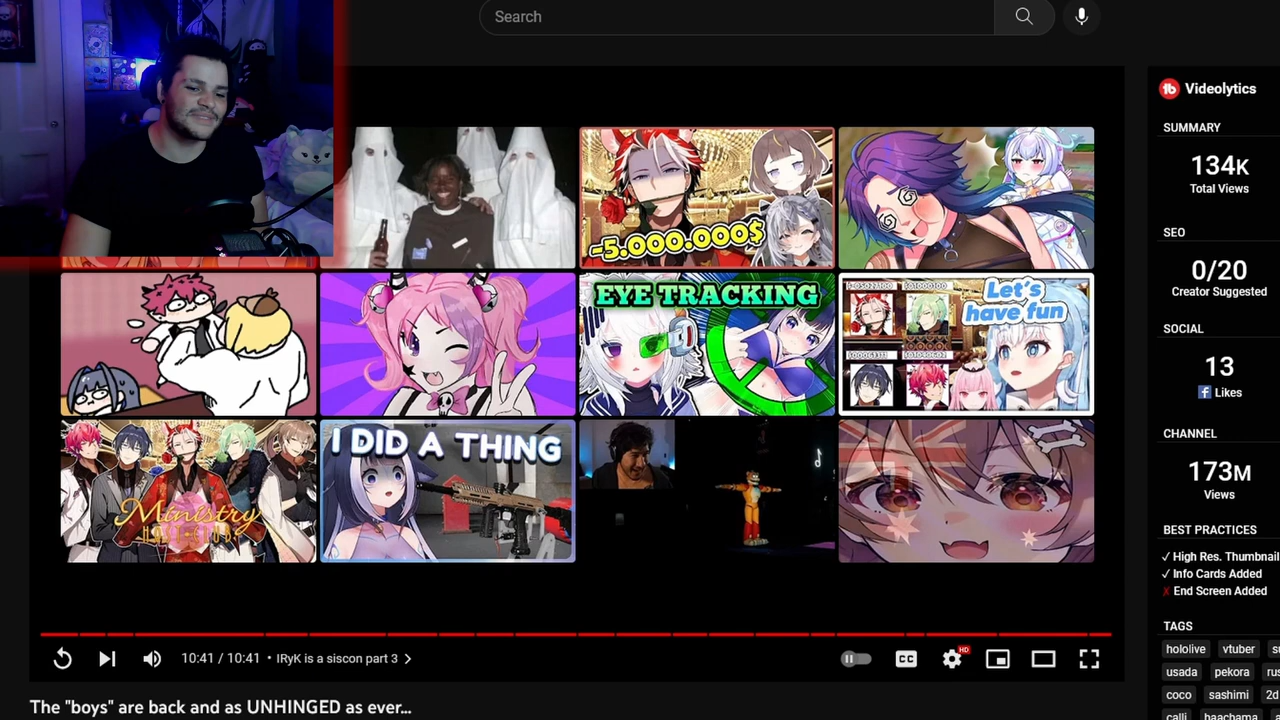 Search
Videolytics
SUMMARY
134K
Total Views
SEO
0/20
Creator Suggested
SOCIAL
13
Likes
CHANNEL
173M
Views
BEST PRACTICES
✓ High Res. Thumbnail
✓ Info Cards Added
✗ End Screen Added
TAGS
hololive vtuber
usada pekora
coco sashimi 2d
calli haachama
-5.000.000$
EYE TRACKING
Let's
have fun
Ministry
I DID A THING
10:41 / 10:41 • IRyK is a siscon part 3
CC
HD
The "boys" are back and as UNHINGED as ever...